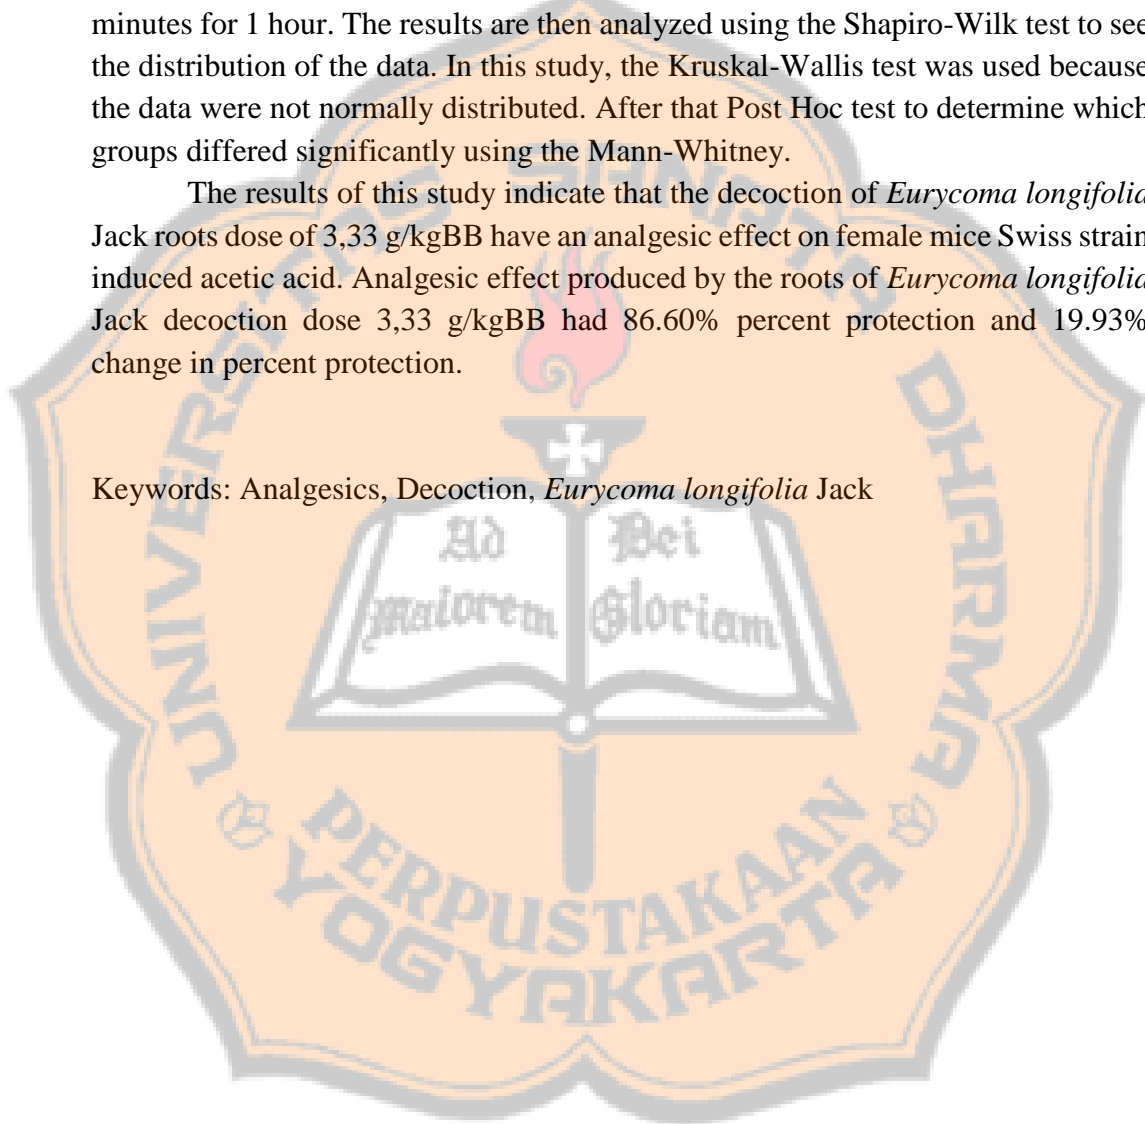 minutes for 1 hour. The results are then analyzed using the Shapiro-Wilk test to see
the distribution of the data. In this study, the Kruskal-Wallis test was used because
the data were not normally distributed. After that Post Hoc test to determine which
groups differed significantly using the Mann-Whitney.
The results of this study indicate that the decoction of Eurycoma longifolia
Jack roots dose of 3,33 g/kgBB have an analgesic effect on female mice Swiss strain
induced acetic acid. Analgesic effect produced by the roots of Eurycoma longifolia
Jack decoction dose 3,33 g/kgBB had 86.60% percent protection and 19.93%
change in percent protection.
Keywords: Analgesics, Decoction, Eurycoma longifolia Jack
UNIVERSITAS SANATA DHARMA
Ad Dei
Maiorem Gloriam
PERPUSTAKAAN
YOGYAKARTA